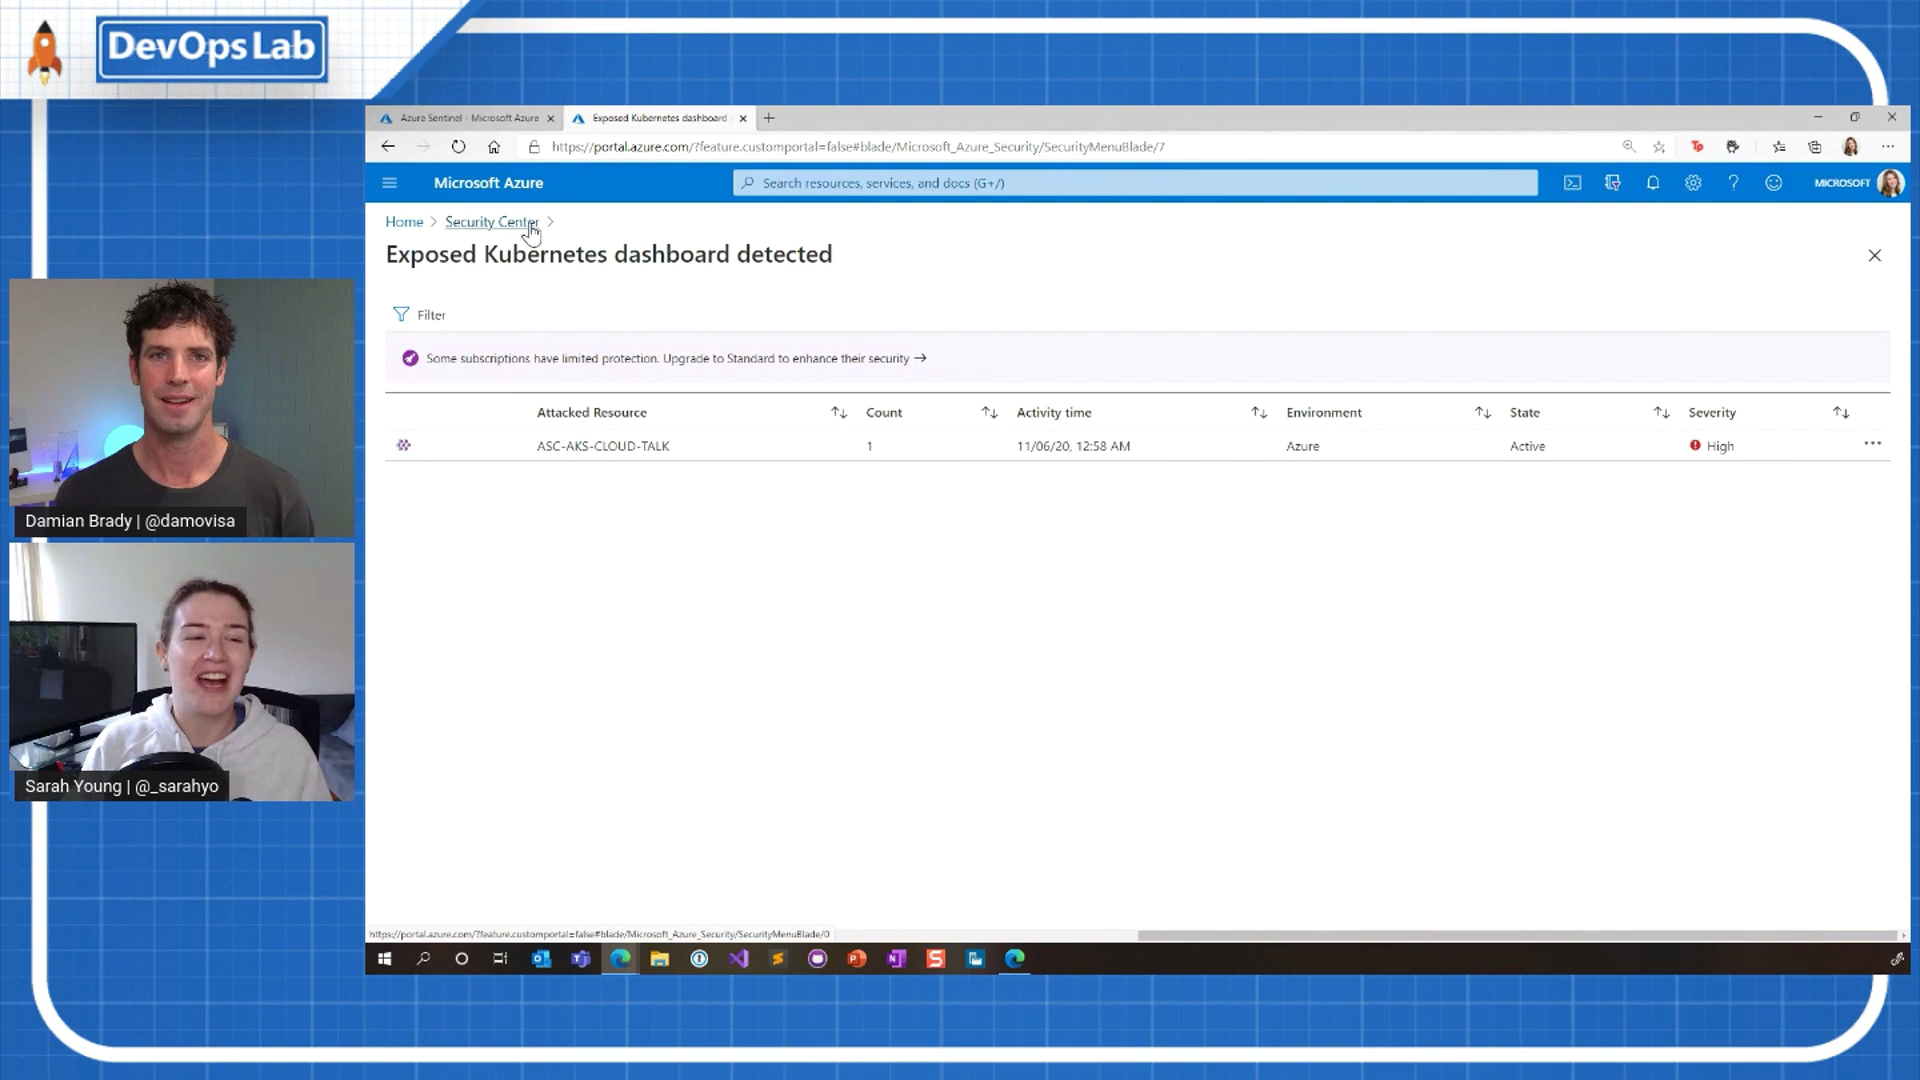 DevOps Lab
Azure Sentinel - Microsoft Azure
Exposed Kubernetes dashboard
https://portal.azure.com/?feature.customportal=false#blade/Microsoft_Azure_Security/SecurityMenuBlade/7
Microsoft Azure
Search resources, services, and docs (G+/)
MICROSOFT
Home > Security Center >
Exposed Kubernetes dashboard detected
Filter
Some subscriptions have limited protection. Upgrade to Standard to enhance their security →
Attacked Resource ↑↓ Count ↑↓ Activity time ↑↓ Environment ↑↓ State ↑↓ Severity ↑↓
ASC-AKS-CLOUD-TALK 1 11/06/20, 12:58 AM Azure Active High ...
Damian Brady | @damovisa
Sarah Young | @_sarahyo
https://portal.azure.com/?feature.customportal=false#blade/Microsoft_Azure_Security/SecurityMenuBlade/0